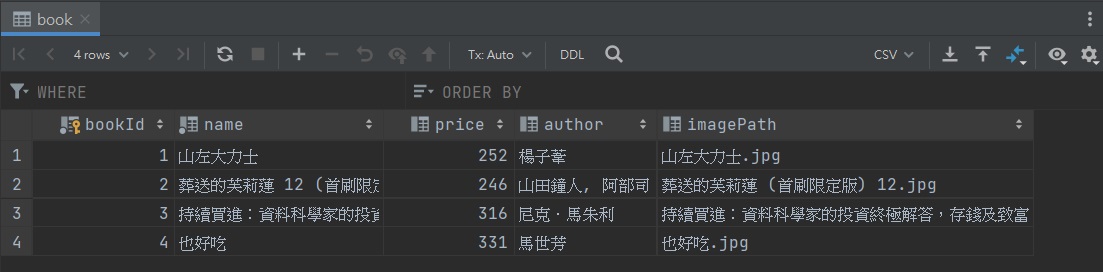 book
4 rows Tx: Auto DDL CSV
WHERE ORDER BY
bookId name price author imagePath
1 1 山左大力士 252 楊子葦 山左大力士.jpg
2 2 葬送的芙莉蓮 12 (首刷限定 246 山田鐘人, 阿部司 葬送的芙莉蓮 (首刷限定版) 12.jpg
3 3 持續買進：資料科學家的投資 316 尼克·馬朱利 持續買進：資料科學家的投資終極解答，存錢及致富
4 4 也好吃 331 馬世芳 也好吃.jpg